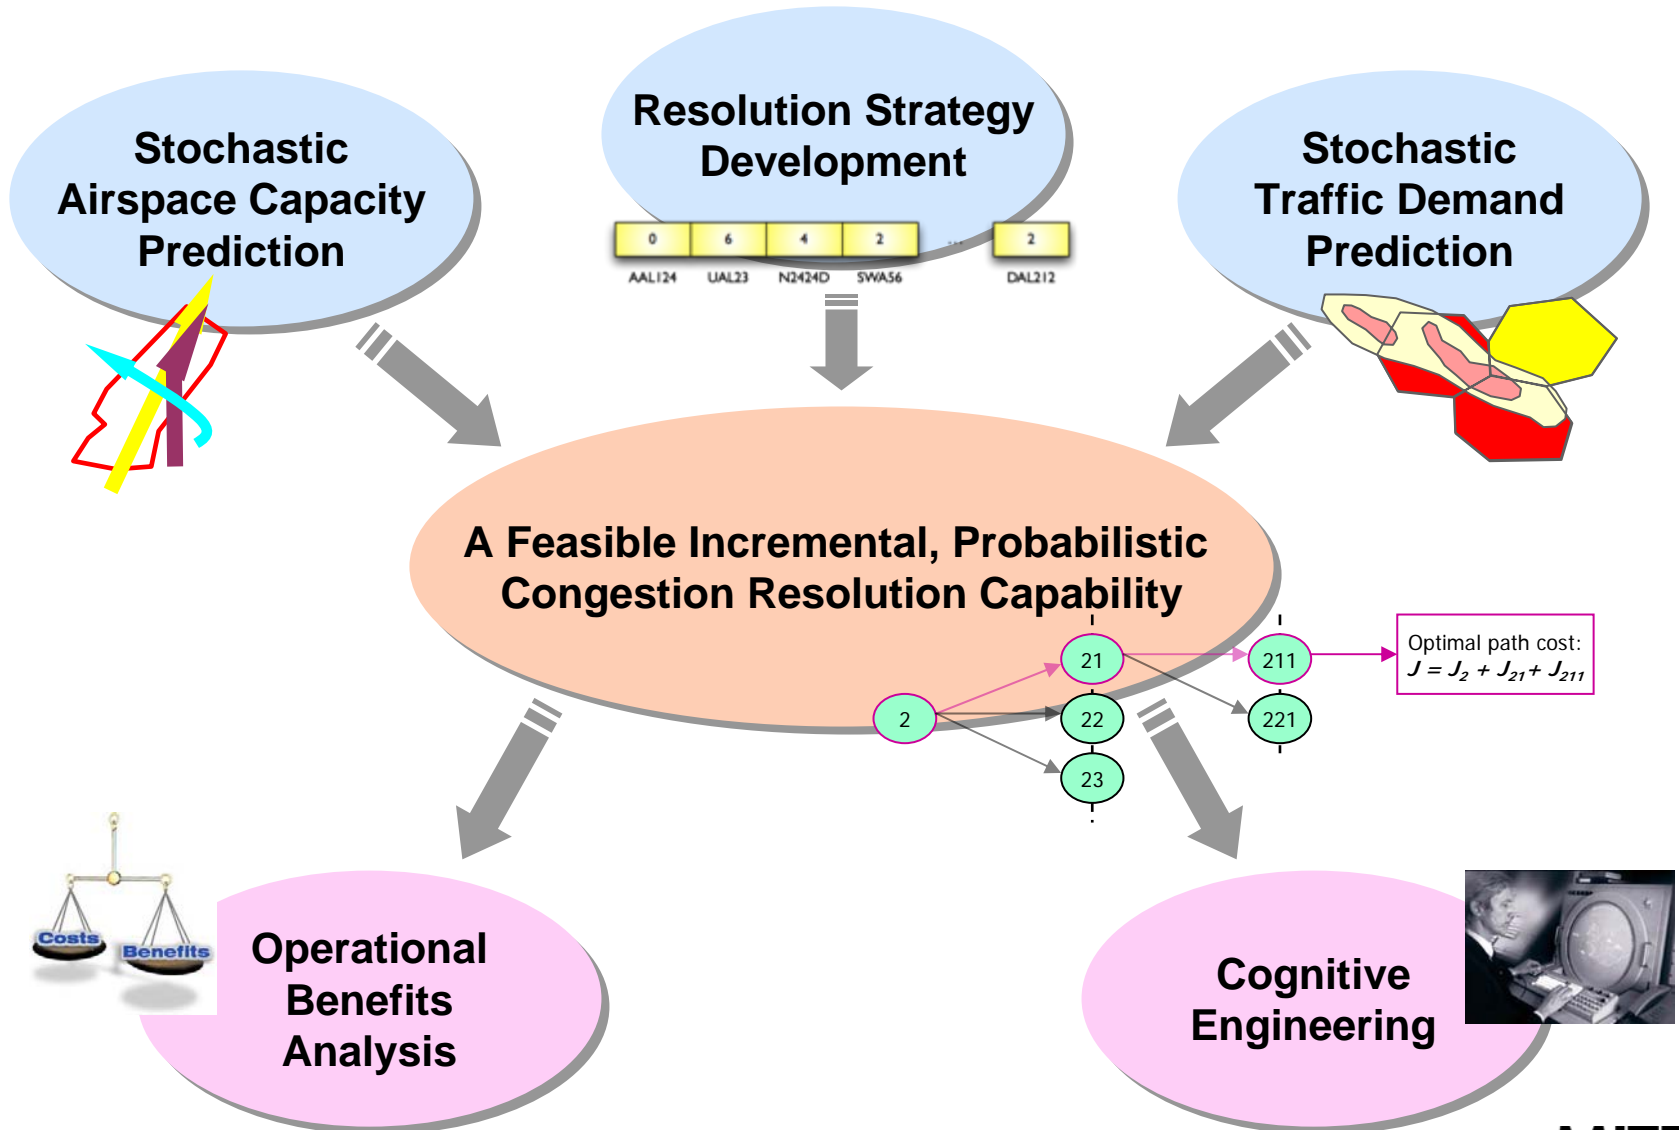 Resolution Strategy
Development
Stochastic
Airspace Capacity
Prediction
Stochastic
Traffic Demand
Prediction
0 6 4 2 ... 2
AAL124 UAL23 N2424D SWA56 DAL212
A Feasible Incremental, Probabilistic
Congestion Resolution Capability
2
21
22
23
211
221
Optimal path cost:
J = J2 + J21 + J211
Costs
Benefits
Operational
Benefits
Analysis
Cognitive
Engineering